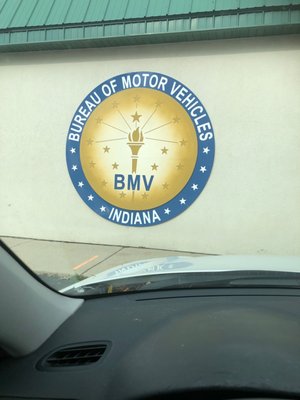 BUREAU OF MOTOR VEHICLES
BMV
INDIANA